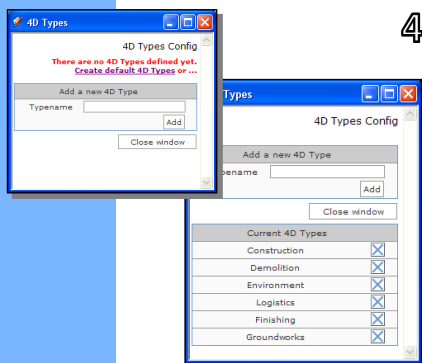 4D Types
4D Types Config
There are no 4D Types defined yet.
Create default 4D Types or ...
Add a new 4D Type
Typename
Add
Close window
4
Types
4D Types Config
Add a new 4D Type
pename
Add
Close window
Current 4D Types
Construction
Demolition
Environment
Logistics
Finishing
Groundworks